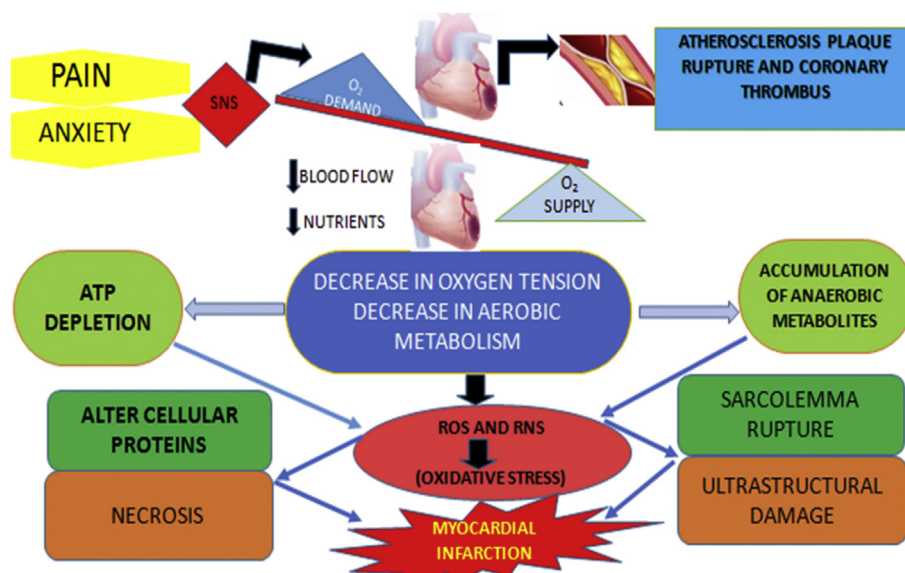 PAIN
ANXIETY
SNS
O₂
DEMAND
ATHEROSCLEROSIS PLAQUE
RUPTURE AND CORONARY
THROMBUS
BLOOD FLOW
NUTRIENTS
O₂
SUPPLY
ATP
DEPLETION
DECREASE IN OXYGEN TENSION
DECREASE IN AEROBIC
METABOLISM
ACCUMULATION
OF ANAEROBIC
METABOLITES
ALTER CELLULAR
PROTEINS
NECROSIS
ROS AND RNS
(OXIDATIVE STRESS)
SARCOLEMMA
RUPTURE
ULTRASTRUCTURAL
DAMAGE
MYOCARDIAL
INFARCTION